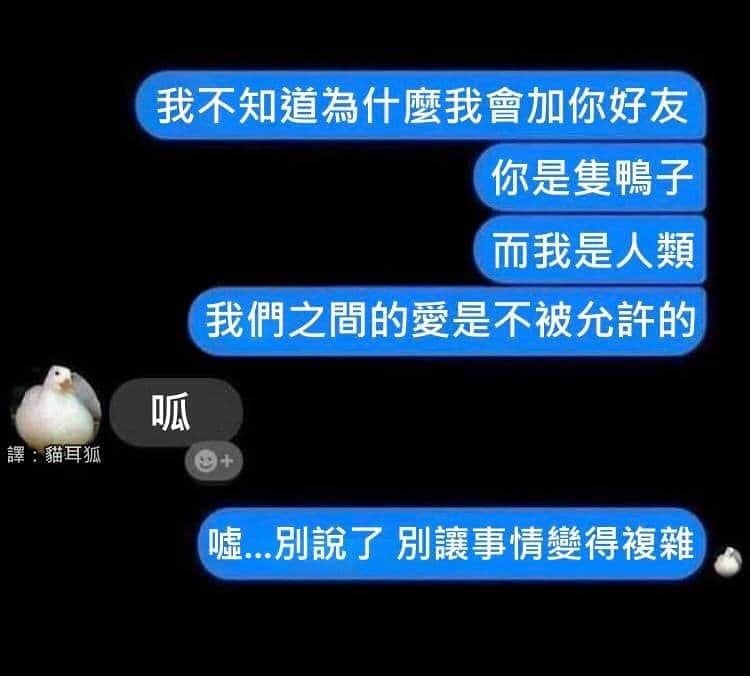 我不知道為什麼我會加你好友
你是隻鴨子
而我是人類
我們之間的愛是不被允許的
呱
譯：貓耳狐
噓...別說了 別讓事情變得複雜